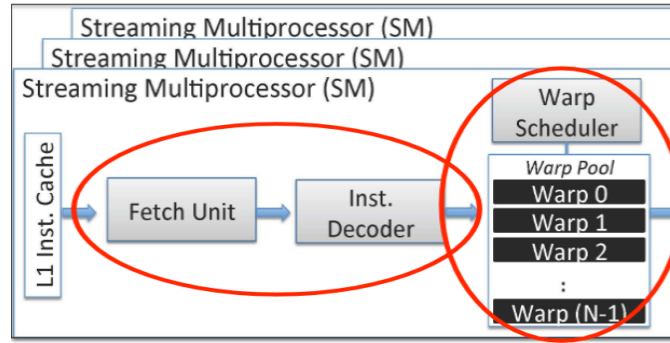 Streaming Multiprocessor (SM)
Streaming Multiprocessor (SM)
Streaming Multiprocessor (SM)
L1 Inst. Cache
Fetch Unit
Inst.
Decoder
Warp
Scheduler
Warp Pool
Warp 0
Warp 1
Warp 2
:
Warp (N-1)